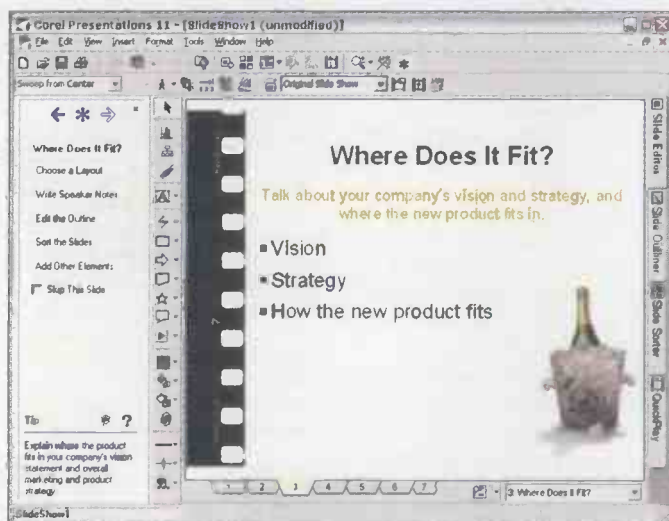 Corel Presentations 11 - [SlideShow1 (unmodified)]
File Edit View Insert Format Tools Window Help
Sweep from Center
Original Slide Show
Where Does It Fit?
Choose a Layout
Write Speaker Notes
Edit the Outline
Sort the Slides
Add Other Elements
Skip This Slide
Tip
?
Explain where the product
fits in your company's vision
statement and overall
marketing and product
strategy
Where Does It Fit?
Talk about your company's vision and strategy, and
where the new product fits in.
▪Vision
▪Strategy
▪How the new product fits
7
Slide Editor
Slide Outliner
Slide Sorter
QuickPlay
1 2 3 4 5 6 7
3 Where Does It Fit?
SlideShow1